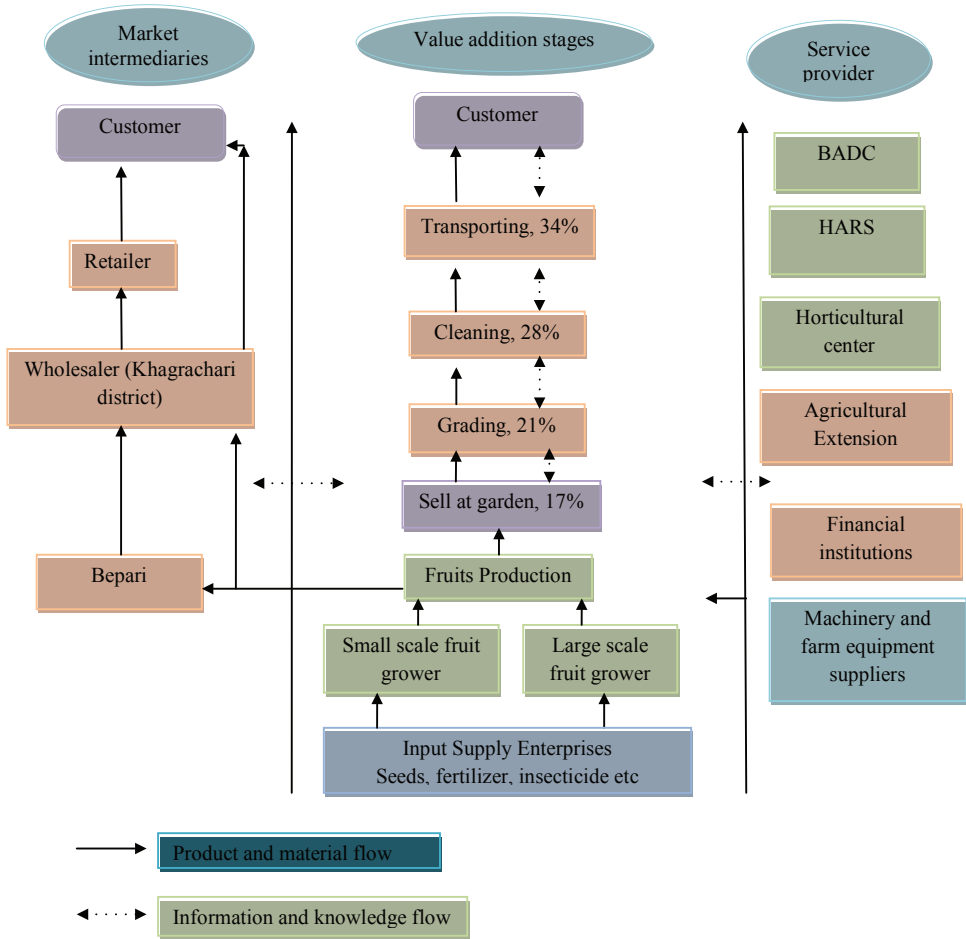 Market
intermediaries
Value addition stages
Service
provider
Customer
Retailer
Wholesaler (Khagrachari
district)
Bepari
Customer
Transporting, 34%
Cleaning, 28%
Grading, 21%
Sell at garden, 17%
Fruits Production
Small scale fruit
grower
Large scale
fruit grower
Input Supply Enterprises
Seeds, fertilizer, insecticide etc
BADC
HARS
Horticultural
center
Agricultural
Extension
Financial
institutions
Machinery and
farm equipment
suppliers
Product and material flow
Information and knowledge flow